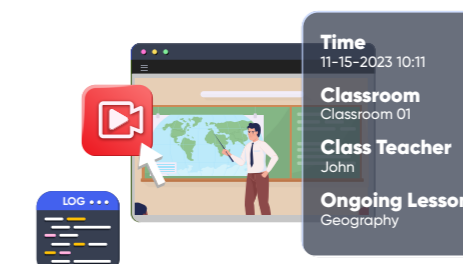 Time
11-15-2023 10:11
Classroom
Classroom 01
Class Teacher
John
Ongoing Lesson
Geography
LOG